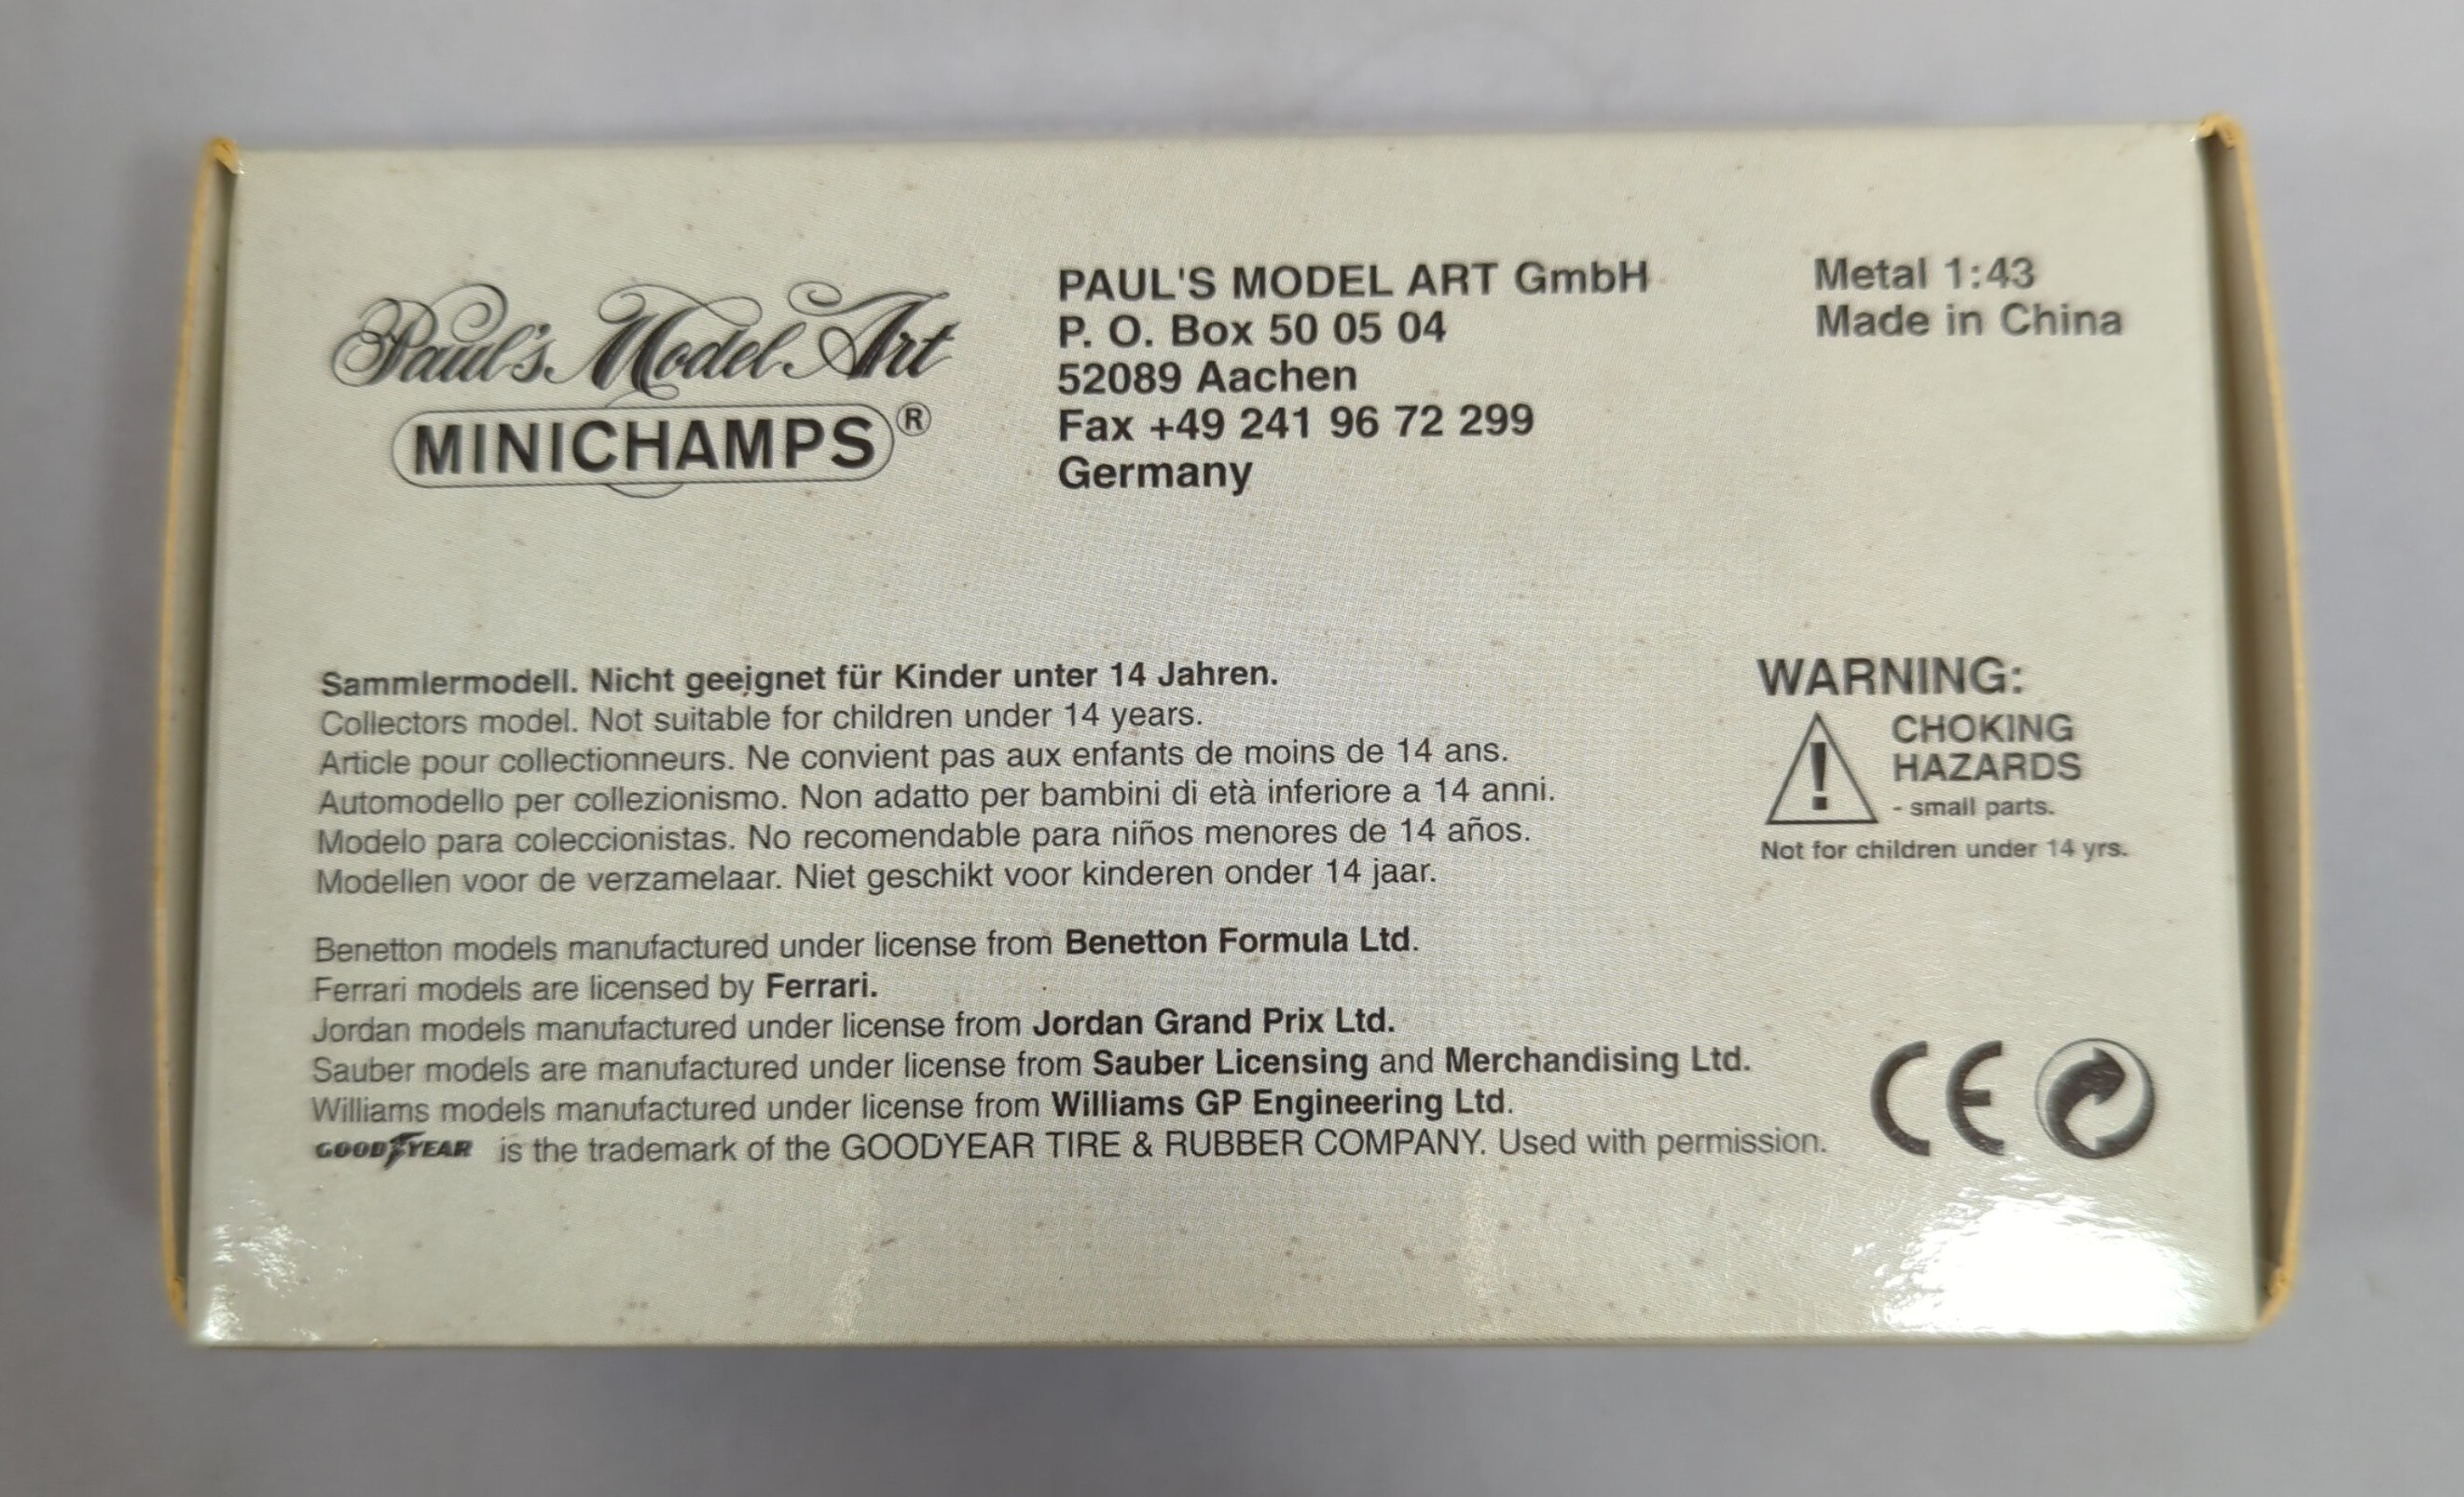 Paul's Model Art
MINICHAMPS®
PAUL'S MODEL ART GmbH
P. O. Box 50 05 04
52089 Aachen
Fax +49 241 96 72 299
Germany
Metal 1:43
Made in China
Sammlermodell. Nicht geeignet für Kinder unter 14 Jahren.
Collectors model. Not suitable for children under 14 years.
Article pour collectionneurs. Ne convient pas aux enfants de moins de 14 ans.
Automodello per collezionismo. Non adatto per bambini di età inferiore a 14 anni.
Modelo para coleccionistas. No recomendable para niños menores de 14 años.
Modellen voor de verzamelaar. Niet geschikt voor kinderen onder 14 jaar.
WARNING:
CHOKING
HAZARDS
- small parts.
Not for children under 14 yrs.
Benetton models manufactured under license from Benetton Formula Ltd.
Ferrari models are licensed by Ferrari.
Jordan models manufactured under license from Jordan Grand Prix Ltd.
Sauber models are manufactured under license from Sauber Licensing and Merchandising Ltd.
Williams models manufactured under license from Williams GP Engineering Ltd.
GOODYEAR is the trademark of the GOODYEAR TIRE & RUBBER COMPANY. Used with permission.
CE